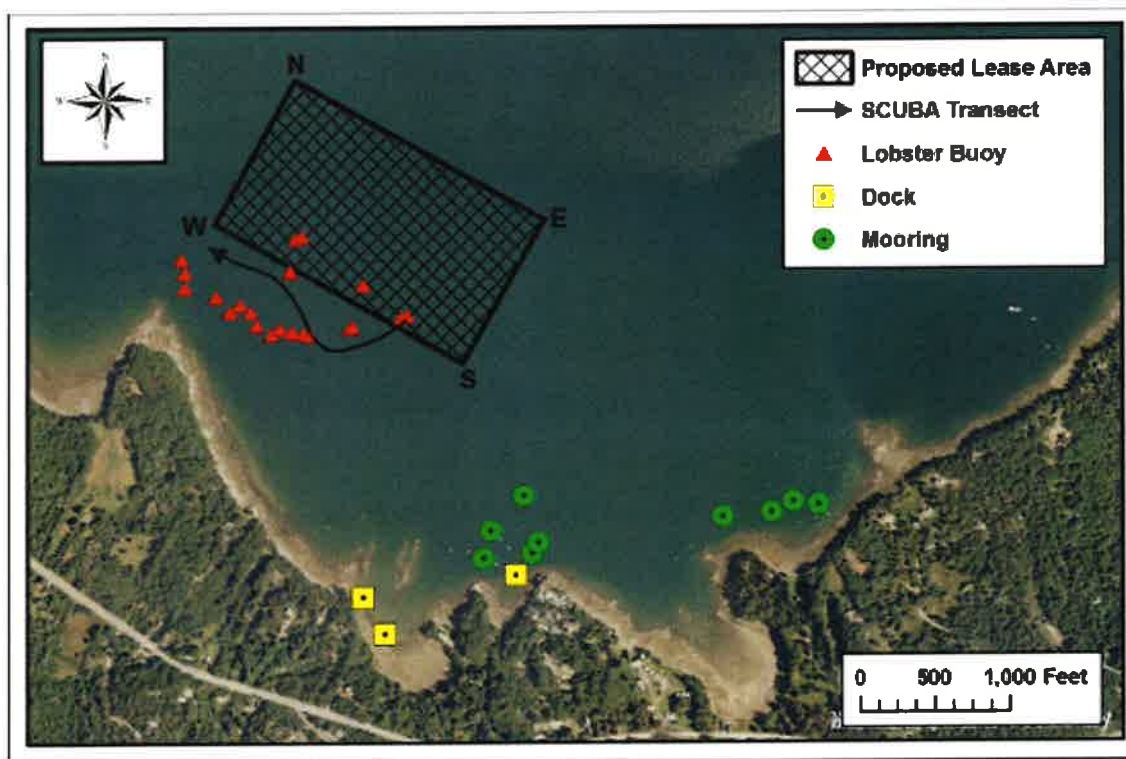 N
W
E
S
Proposed Lease Area
SCUBA Transect
Lobster Buoy
Dock
Mooring
0 500 1,000 Feet